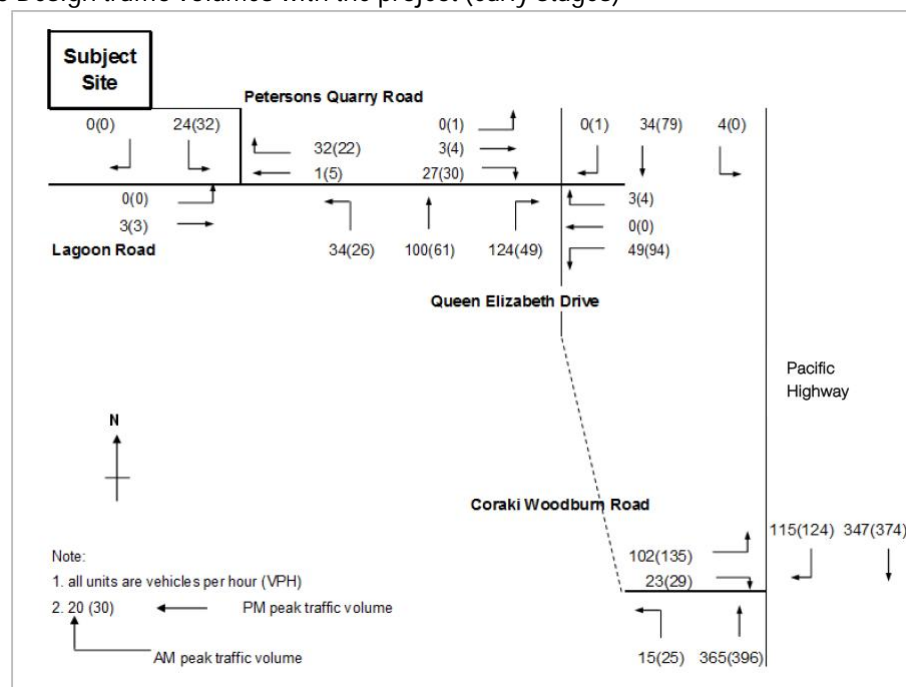 Design traffic volumes with the project (early stages)
Subject
Site
Petersons Quarry Road
0(0) 24(32)
32(22)
1(5)
0(1)
3(4)
27(30)
0(1) 34(79) 4(0)
0(0)
3(3)
Lagoon Road
34(26) 100(61) 124(49)
3(4)
0(0)
49(94)
Queen Elizabeth Drive
Pacific
Highway
N
Coraki Woodburn Road
115(124) 347(374)
102(135)
23(29)
15(25) 365(396)
Note:
1. all units are vehicles per hour (VPH)
2. 20 (30) PM peak traffic volume
AM peak traffic volume